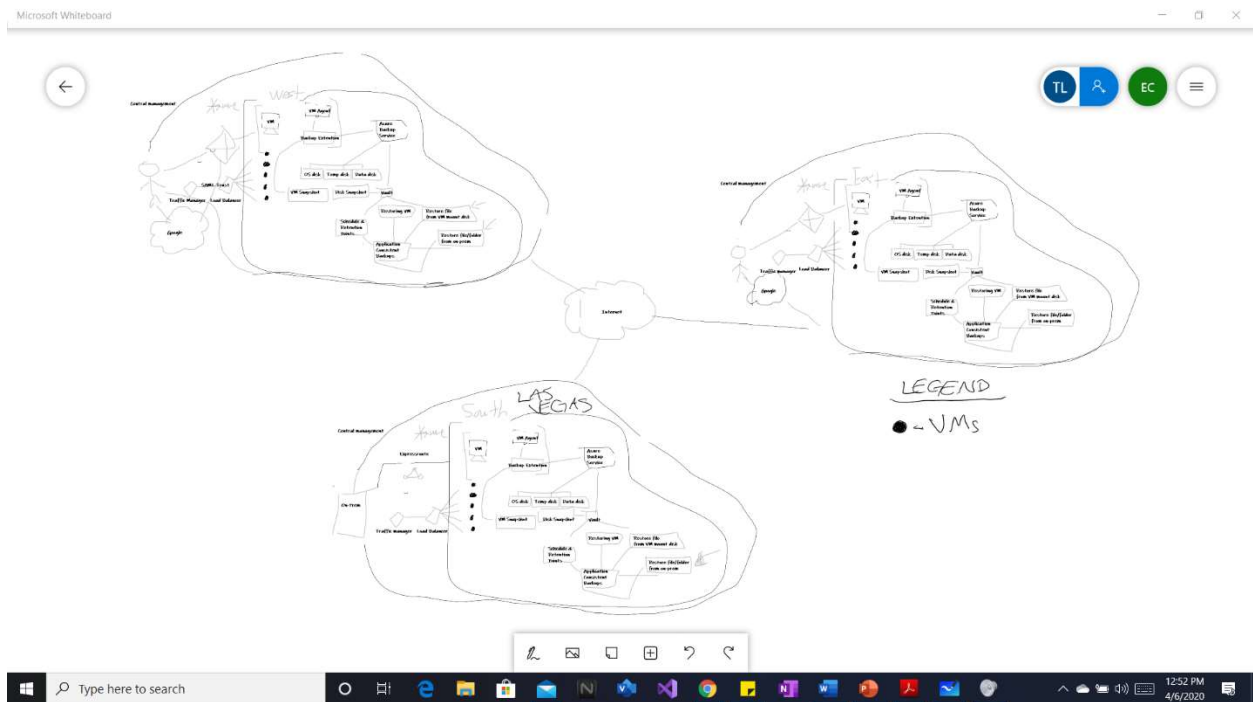 Microsoft Whiteboard
TL
EC
Central management
Azure
West
VM
VM Agent
Backup Extention
Azure
Backup
Service
OS disk Temp disk Data disk
VM Snapshot Disk Snapshot Vault
Traffic Manager Load Balancer
Google
Restoring VM
Restore file
from VM mount disk
Schedule &
Retention
Points
Restore file/folder
from on prem
Application
Consistent
Backups
Internet
Central management
Azure
East
VM
VM Agent
Backup Extention
Azure
Backup
Service
OS disk Temp disk Data disk
VM Snapshot Disk Snapshot Vault
Traffic manager Load Balancer
Google
Restoring VM
Restore file
from VM mount disk
Schedule &
Retention
Points
Restore file/folder
from on prem
Application
Consistent
Backups
LEGEND
- VMs
South
LAS
VEGAS
Central management
Azure
Expressroute
On-Prem
VM
VM Agent
Backup Extention
Azure
Backup
Service
OS disk Temp disk Data disk
VM Snapshot Disk Snapshot Vault
Traffic manager Load Balancer
Restoring VM
Restore file
from VM mount disk
Schedule &
Retention
Points
Restore file/folder
from on prem
Application
Consistent
Backups
Type here to search
12:52 PM
4/6/2020